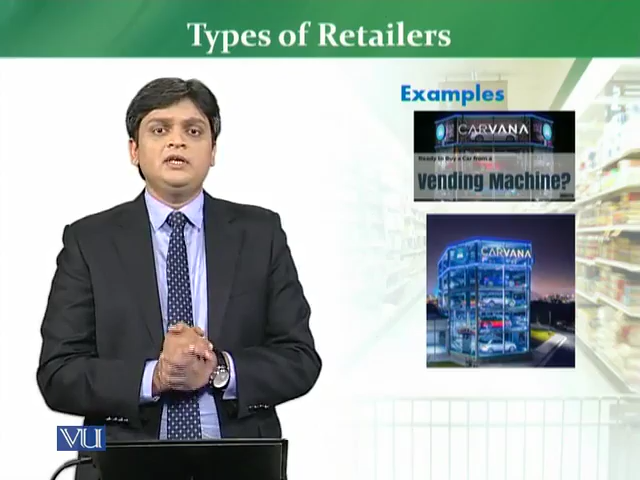 Types of Retailers
Examples
CARVANA
Ready to Buy a Car from a
Vending Machine?
CARVANA
VU